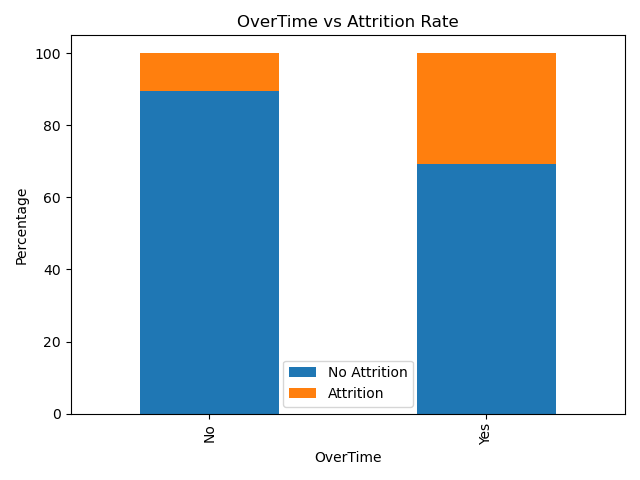 OverTime vs Attrition Rate
Percentage
100
80
60
40
20
0
No Attrition
Attrition
No
Yes
OverTime